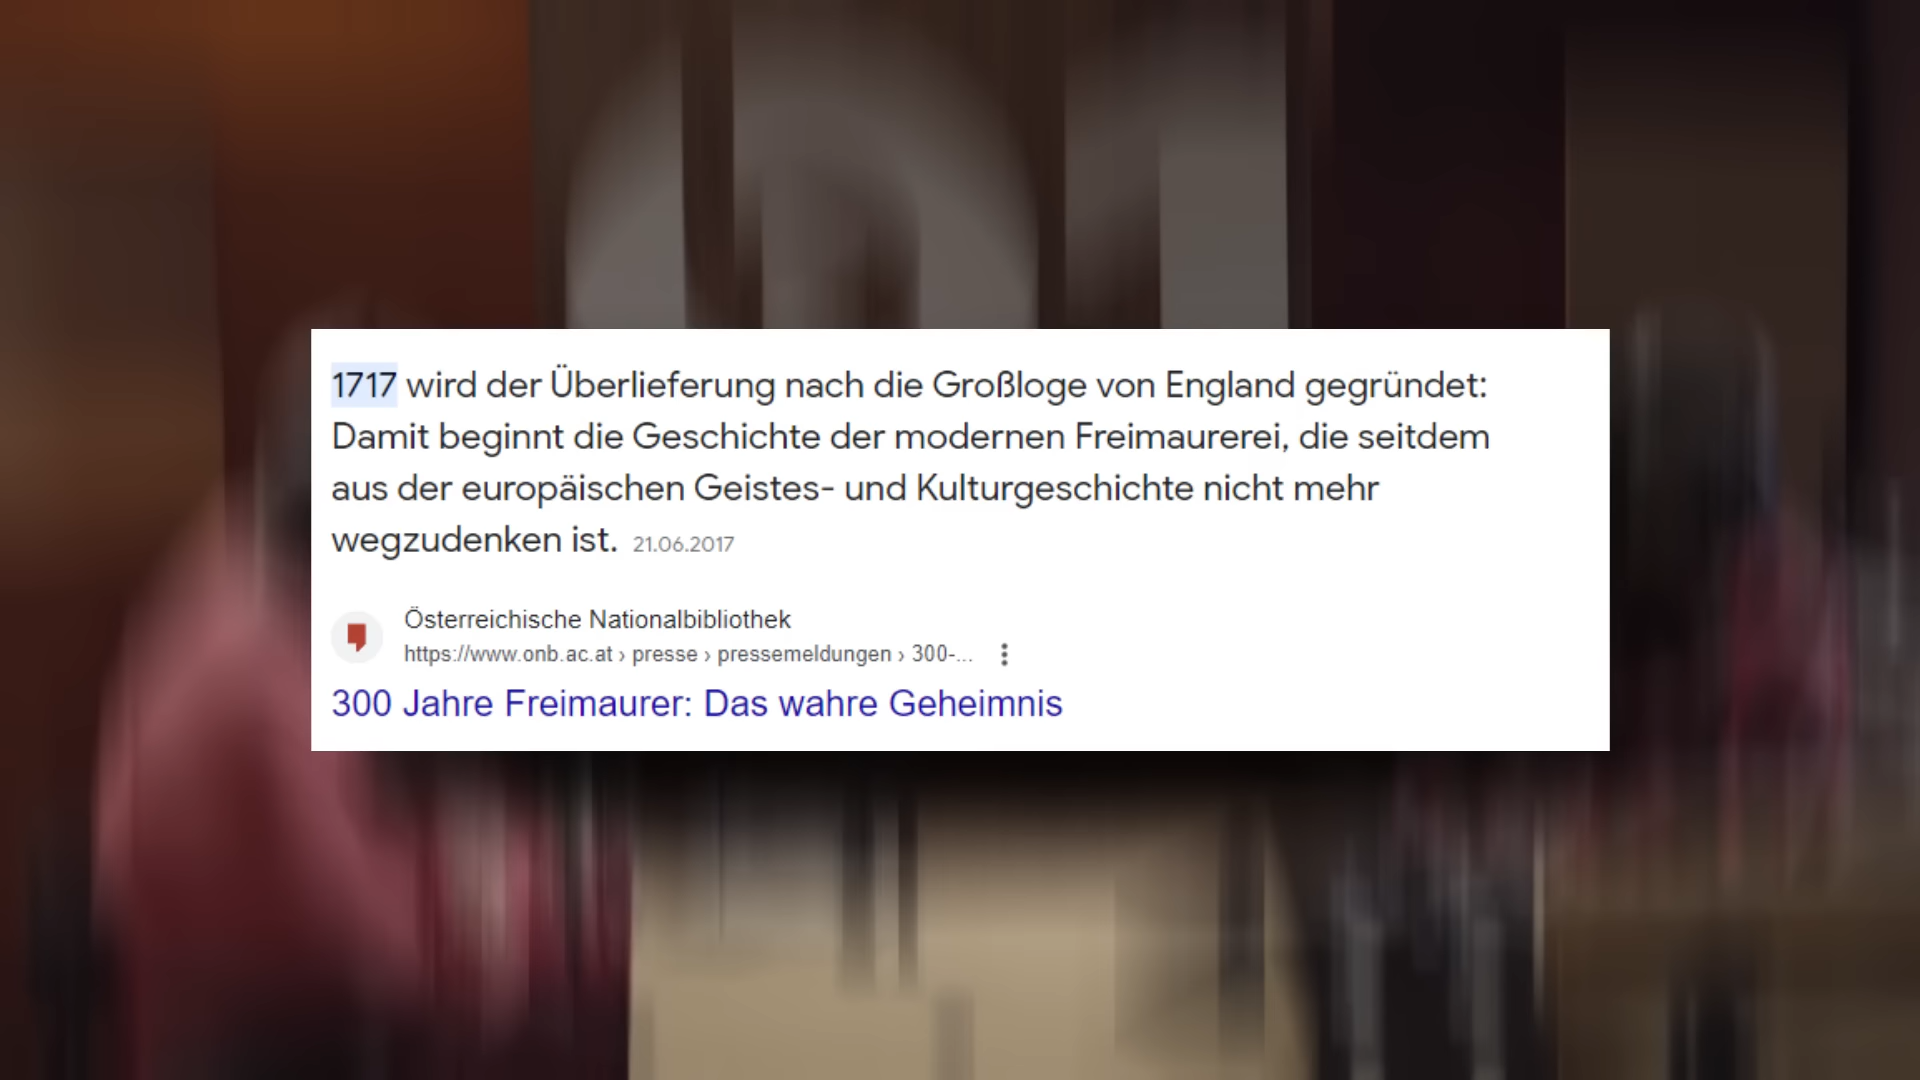 1717 wird der Überlieferung nach die Großloge von England gegründet:
Damit beginnt die Geschichte der modernen Freimaurerei, die seitdem
aus der europäischen Geistes- und Kulturgeschichte nicht mehr
wegzudenken ist. 21.06.2017
Österreichische Nationalbibliothek
https://www.onb.ac.at › presse › pressemeldungen › 300-...
300 Jahre Freimaurer: Das wahre Geheimnis